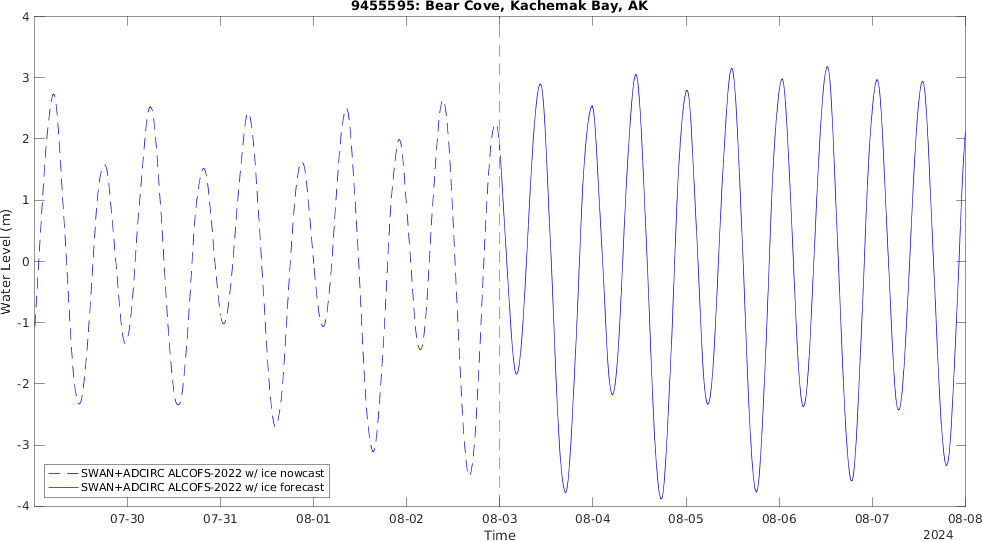 9455595: Bear Cove, Kachemak Bay, AK
4
3
2
1
0
-1
-2
-3
-4
Water Level (m)
SWAN+ADCIRC ALCOFS-2022 w/ ice nowcast
SWAN+ADCIRC ALCOFS-2022 w/ ice forecast
07-30 07-31 08-01 08-02 08-03 08-04 08-05 08-06 08-07 08-08
Time
2024